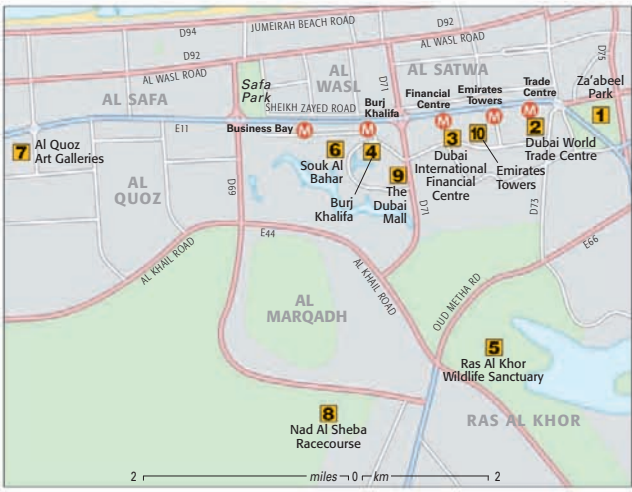 JUMEIRAH BEACH ROAD
D94
D92
D92
AL WASL ROAD
AL WASL ROAD
D75
AL SAFA
Safa
Park
AL
WASL
D71
AL SATWA
Financial
Centre
Emirates
Towers
Trade
Centre
Za'abeel
Park
1
SHEIKH ZAYED ROAD
Burj
Khalifa
E11
Business Bay
M
M
M
M
M
7
Al Quoz
Art Galleries
6
Souk Al
Bahar
4
Burj
Khalifa
9
The
Dubai
Mall
3
Dubai
International
Financial
Centre
10
Emirates
Towers
2
Dubai World
Trade Centre
AL
QUOZ
D69
D71
D73
E44
E66
AL KHAIL ROAD
AL KHAIL ROAD
OUD METHA RD
AL
MARQADH
5
Ras Al Khor
Wildlife Sanctuary
8
Nad Al Sheba
Racecourse
RAS AL KHOR
2 miles 0 km 2